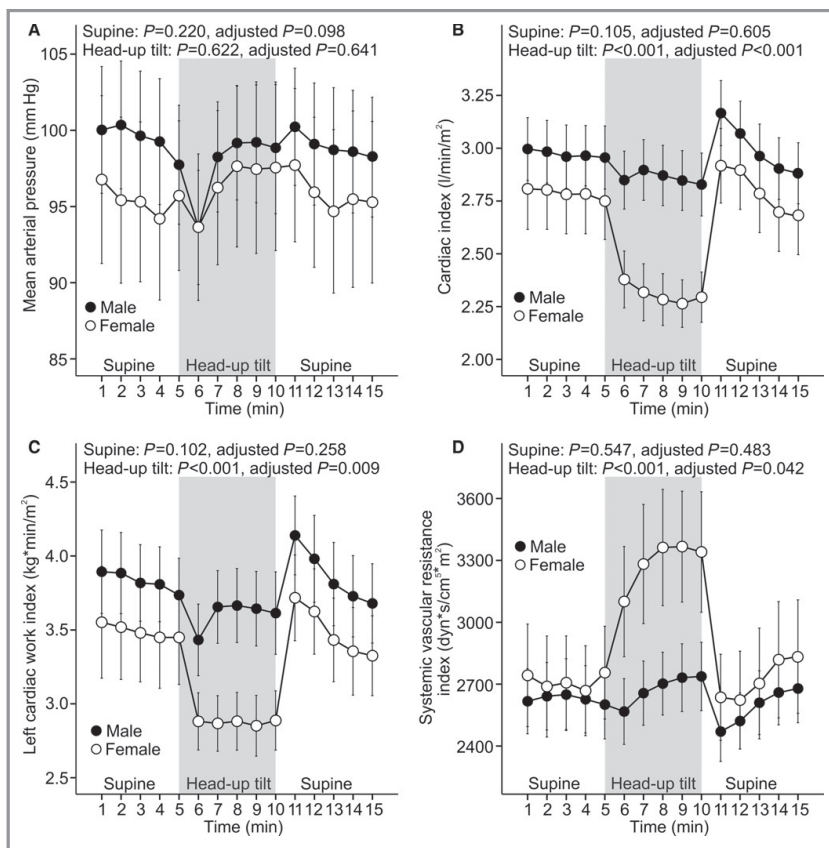 A
Supine: P=0.220, adjusted P=0.098
Head-up tilt: P=0.622, adjusted P=0.641
105
100
95
90
85
Mean arterial pressure (mm Hg)
Male
Female
Supine
Head-up tilt
Supine
1 2 3 4 5 6 7 8 9 10 11 12 13 14 15
Time (min)
B
Supine: P=0.105, adjusted P=0.605
Head-up tilt: P<0.001, adjusted P<0.001
3.25
3.00
2.75
2.50
2.25
2.00
Cardiac index (l/min/m²)
Male
Female
Supine
Head-up tilt
Supine
1 2 3 4 5 6 7 8 9 10 11 12 13 14 15
Time (min)
C
Supine: P=0.102, adjusted P=0.258
Head-up tilt: P<0.001, adjusted P=0.009
4.5
4.0
3.5
3.0
2.5
Left cardiac work index (kg*min/m²)
Male
Female
Supine
Head-up tilt
Supine
1 2 3 4 5 6 7 8 9 10 11 12 13 14 15
Time (min)
D
Supine: P=0.547, adjusted P=0.483
Head-up tilt: P<0.001, adjusted P=0.042
3600
3300
3000
2700
2400
Systemic vascular resistance
index (dyn*s/cm⁵*m²)
Male
Female
Supine
Head-up tilt
Supine
1 2 3 4 5 6 7 8 9 10 11 12 13 14 15
Time (min)